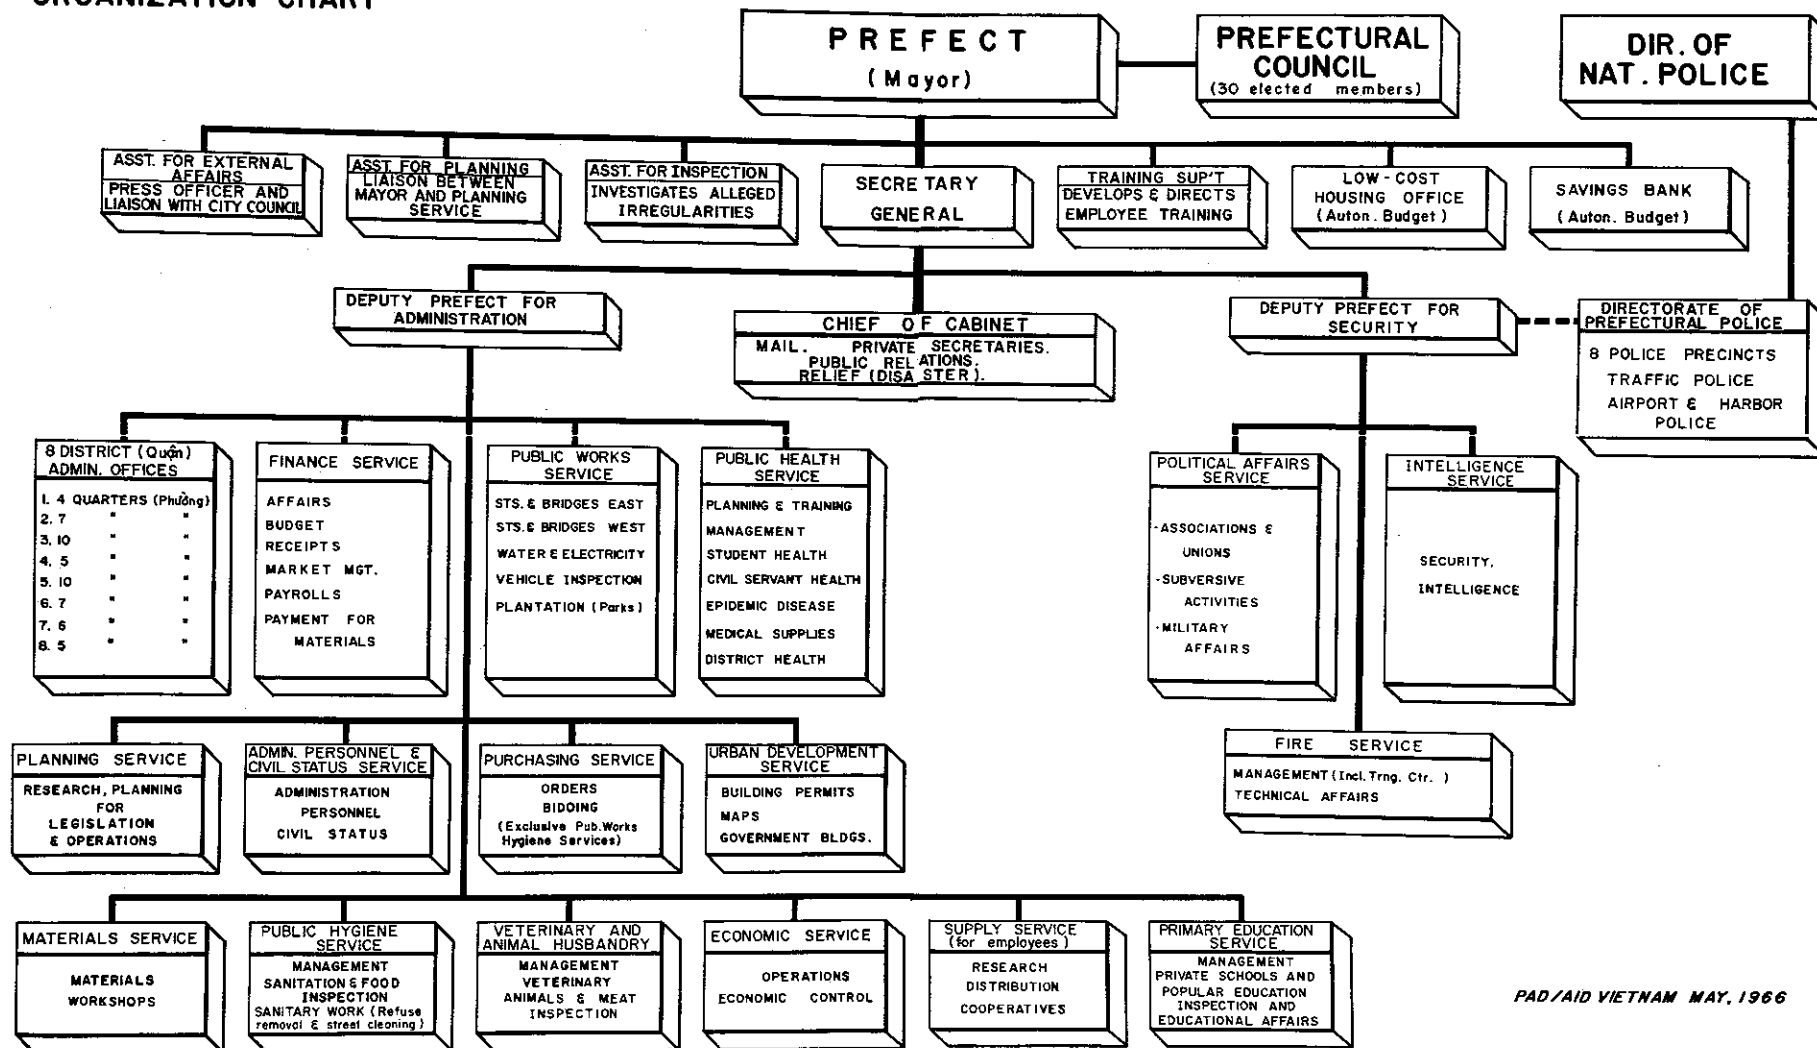 ORGANIZATION CHART
PREFECT
(Mayor)
PREFECTURAL
COUNCIL
(30 elected members)
DIR. OF
NAT. POLICE
ASST. FOR EXTERNAL
AFFAIRS
PRESS OFFICER AND
LIAISON WITH CITY COUNCIL
ASST. FOR PLANNING
LIAISON BETWEEN
MAYOR AND PLANNING
SERVICE
ASST. FOR INSPECTION
INVESTIGATES ALLEGED
IRREGULARITIES
SECRETARY
GENERAL
TRAINING SUP'T
DEVELOPS & DIRECTS
EMPLOYEE TRAINING
LOW-COST
HOUSING OFFICE
(Auton. Budget)
SAVINGS BANK
(Auton. Budget)
DEPUTY PREFECT FOR
ADMINISTRATION
CHIEF OF CABINET
MAIL. PRIVATE SECRETARIES.
PUBLIC RELATIONS.
RELIEF (DISASTER).
DEPUTY PREFECT FOR
SECURITY
DIRECTORATE OF
PREFECTURAL POLICE
8 POLICE PRECINCTS
TRAFFIC POLICE
AIRPORT & HARBOR
POLICE
8 DISTRICT (Quận)
ADMIN. OFFICES
1. 4 QUARTERS (Phường)
2. 7 " "
3. 10 " "
4. 5 " "
5. 10 " "
6. 7 " "
7. 6 " "
8. 5 " "
FINANCE SERVICE
AFFAIRS
BUDGET
RECEIPTS
MARKET MGT.
PAYROLLS
PAYMENT FOR
MATERIALS
PUBLIC WORKS
SERVICE
STS. & BRIDGES EAST
STS. & BRIDGES WEST
WATER & ELECTRICITY
VEHICLE INSPECTION
PLANTATION (Parks)
PUBLIC HEALTH
SERVICE
PLANNING & TRAINING
MANAGEMENT
STUDENT HEALTH
CIVIL SERVANT HEALTH
EPIDEMIC DISEASE
MEDICAL SUPPLIES
DISTRICT HEALTH
POLITICAL AFFAIRS
SERVICE
-ASSOCIATIONS &
UNIONS
-SUBVERSIVE
ACTIVITIES
-MILITARY
AFFAIRS
INTELLIGENCE
SERVICE
SECURITY,
INTELLIGENCE
PLANNING SERVICE
RESEARCH, PLANNING
FOR
LEGISLATION
& OPERATIONS
ADMIN. PERSONNEL &
CIVIL STATUS SERVICE
ADMINISTRATION
PERSONNEL
CIVIL STATUS
PURCHASING SERVICE
ORDERS
BIDDING
(Exclusive Pub. Works
Hygiene Services)
URBAN DEVELOPMENT
SERVICE
BUILDING PERMITS
MAPS
GOVERNMENT BLDGS.
FIRE SERVICE
MANAGEMENT (Incl. Trng. Ctr. )
TECHNICAL AFFAIRS
MATERIALS SERVICE
MATERIALS
WORKSHOPS
PUBLIC HYGIENE
SERVICE
MANAGEMENT
SANITATION & FOOD
INSPECTION
SANITARY WORK (Refuse
removal & street cleaning)
VETERINARY AND
ANIMAL HUSBANDRY
MANAGEMENT
VETERINARY
ANIMALS & MEAT
INSPECTION
ECONOMIC SERVICE
OPERATIONS
ECONOMIC CONTROL
SUPPLY SERVICE
(for employees)
RESEARCH
DISTRIBUTION
COOPERATIVES
PRIMARY EDUCATION
SERVICE
MANAGEMENT
PRIVATE SCHOOLS AND
POPULAR EDUCATION
INSPECTION AND
EDUCATIONAL AFFAIRS
PAD/AID VIETNAM MAY, 1966